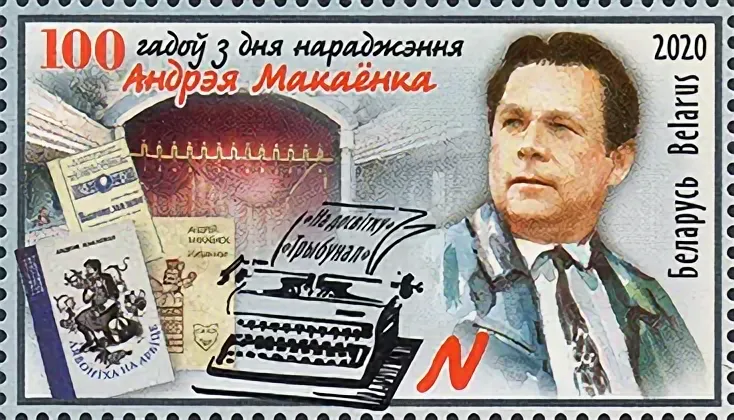 100 гадоў з дня нараджэння
Андрэя Макаёнка
2020
Беларусь Belarus
«На досвітку»
«Трыбунал»
ЛЯВОНІХА НА АРБІЦЕ
N